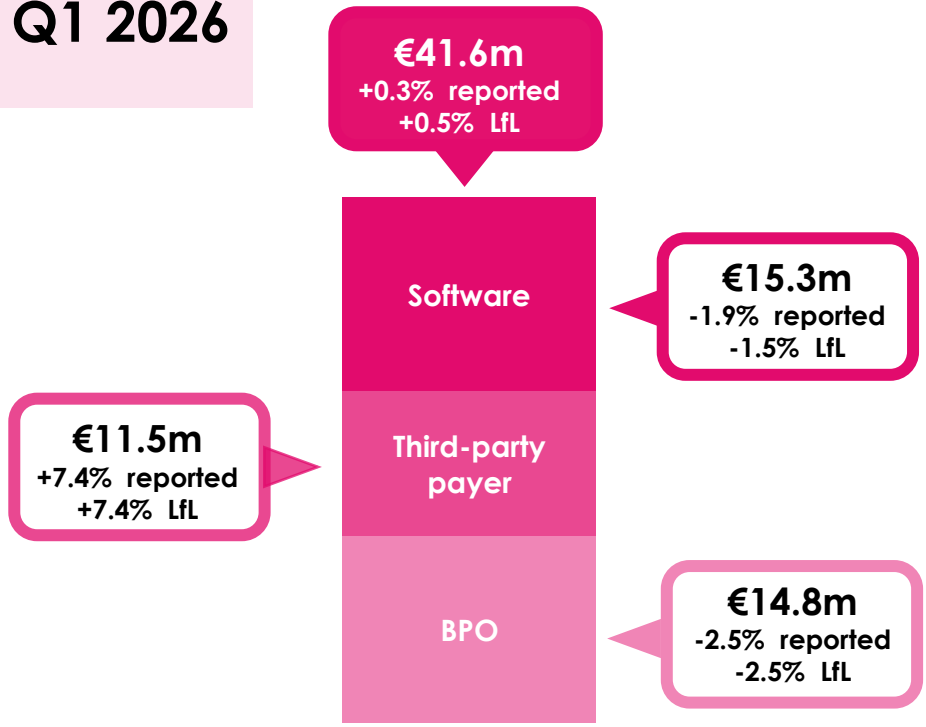 Q1 2026
€41.6m
+0.3% reported
+0.5% LfL
Software
€15.3m
-1.9% reported
-1.5% LfL
€11.5m
+7.4% reported
+7.4% LfL
Third-party
payer
BPO
€14.8m
-2.5% reported
-2.5% LfL